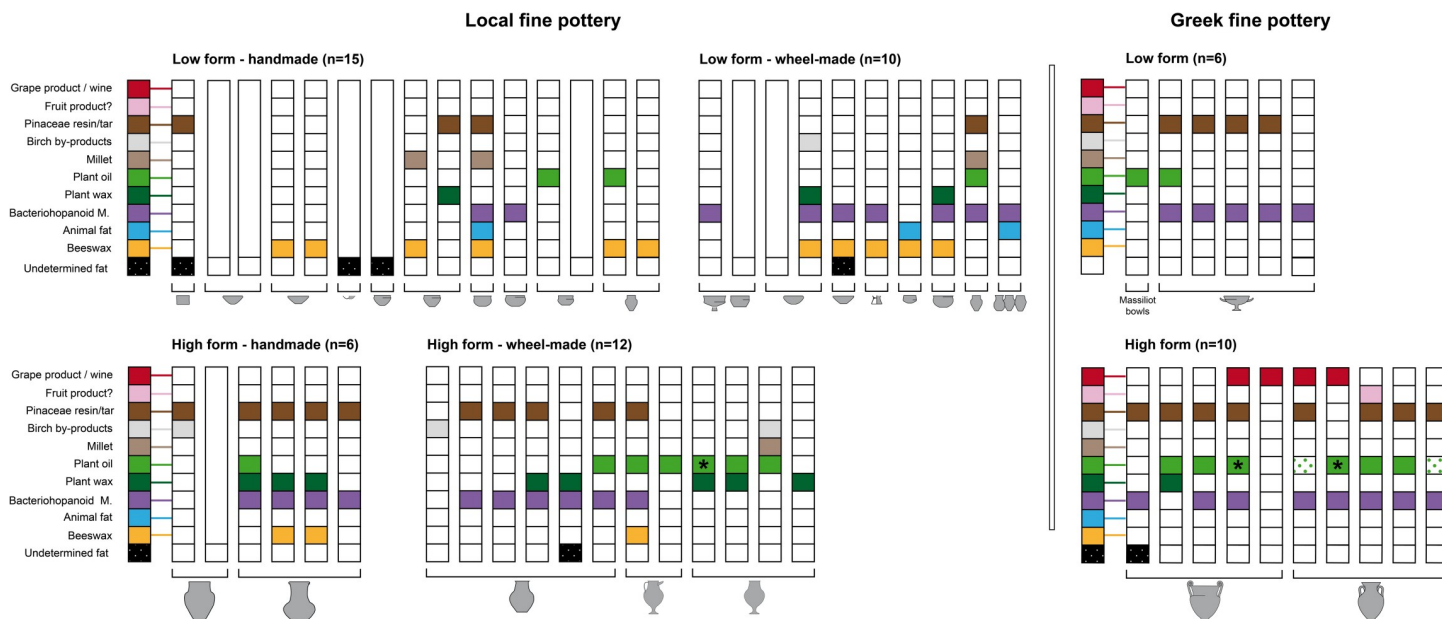 Local fine pottery
Greek fine pottery
Low form - handmade (n=15)
Low form - wheel-made (n=10)
Low form (n=6)
Grape product / wine
Fruit product?
Pinaceae resin/tar
Birch by-products
Millet
Plant oil
Plant wax
Bacteriohopanoid M.
Animal fat
Beeswax
Undetermined fat
Massiliot
bowls
High form - handmade (n=6)
High form - wheel-made (n=12)
High form (n=10)
Grape product / wine
Fruit product?
Pinaceae resin/tar
Birch by-products
Millet
Plant oil
* * *
Plant wax
Bacteriohopanoid M.
Animal fat
Beeswax
Undetermined fat